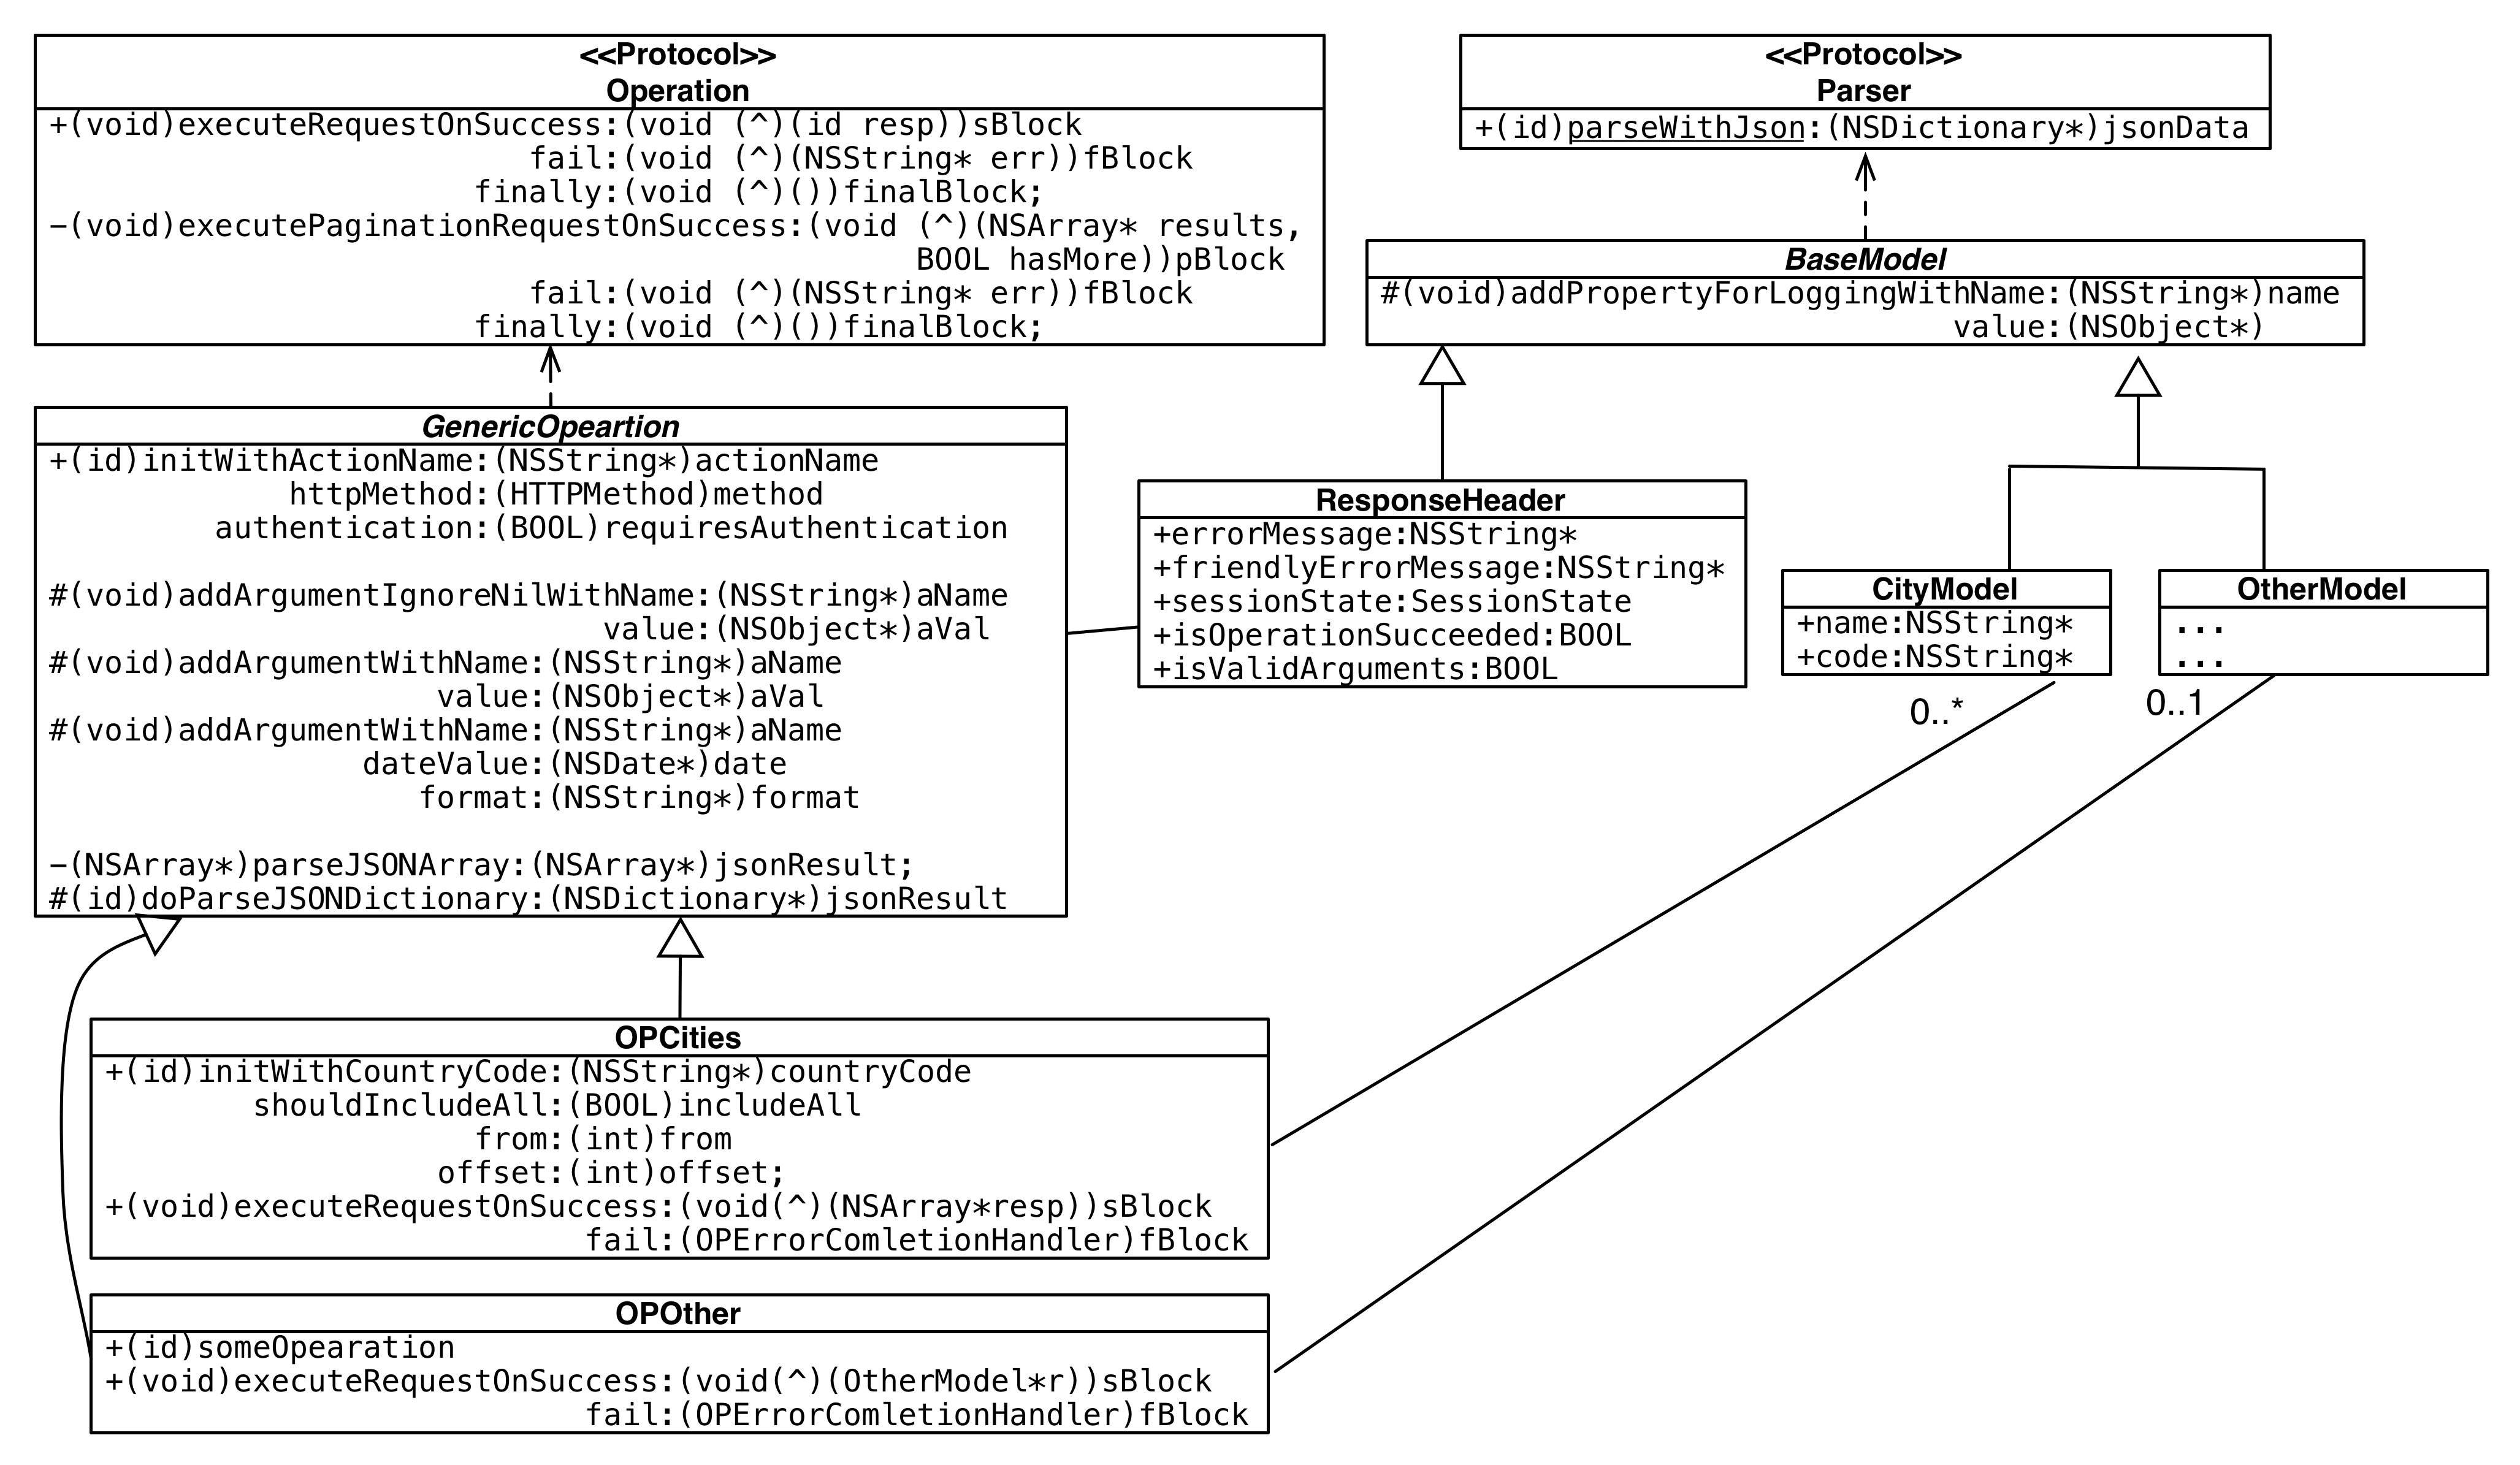 <<Protocol>>
Operation
+(void)executeRequestOnSuccess:(void (^)(id resp))sBlock
fail:(void (^)(NSString* err))fBlock
finally:(void (^)())finalBlock;
−(void)executePaginationRequestOnSuccess:(void (^)(NSArray* results,
BOOL hasMore))pBlock
fail:(void (^)(NSString* err))fBlock
finally:(void (^)())finalBlock;
<<Protocol>>
Parser
+(id)parseWithJson:(NSDictionary*)jsonData
BaseModel
#(void)addPropertyForLoggingWithName:(NSString*)name
value:(NSObject*)
GenericOpeartion
+(id)initWithActionName:(NSString*)actionName
httpMethod:(HTTPMethod)method
authentication:(BOOL)requiresAuthentication
#(void)addArgumentIgnoreNilWithName:(NSString*)aName
value:(NSObject*)aVal
#(void)addArgumentWithName:(NSString*)aName
value:(NSObject*)aVal
#(void)addArgumentWithName:(NSString*)aName
dateValue:(NSDate*)date
format:(NSString*)format
−(NSArray*)parseJSONArray:(NSArray*)jsonResult;
#(id)doParseJSONDictionary:(NSDictionary*)jsonResult
ResponseHeader
+errorMessage:NSString*
+friendlyErrorMessage:NSString*
+sessionState:SessionState
+isOperationSucceeded:BOOL
+isValidArguments:BOOL
CityModel
+name:NSString*
+code:NSString*
0..*
OtherModel
...
...
0..1
OPCities
+(id)initWithCountryCode:(NSString*)countryCode
shouldIncludeAll:(BOOL)includeAll
from:(int)from
offset:(int)offset;
+(void)executeRequestOnSuccess:(void(^)(NSArray*resp))sBlock
fail:(OPErrorComletionHandler)fBlock
OPOther
+(id)someOpearation
+(void)executeRequestOnSuccess:(void(^)(OtherModel*r))sBlock
fail:(OPErrorComletionHandler)fBlock